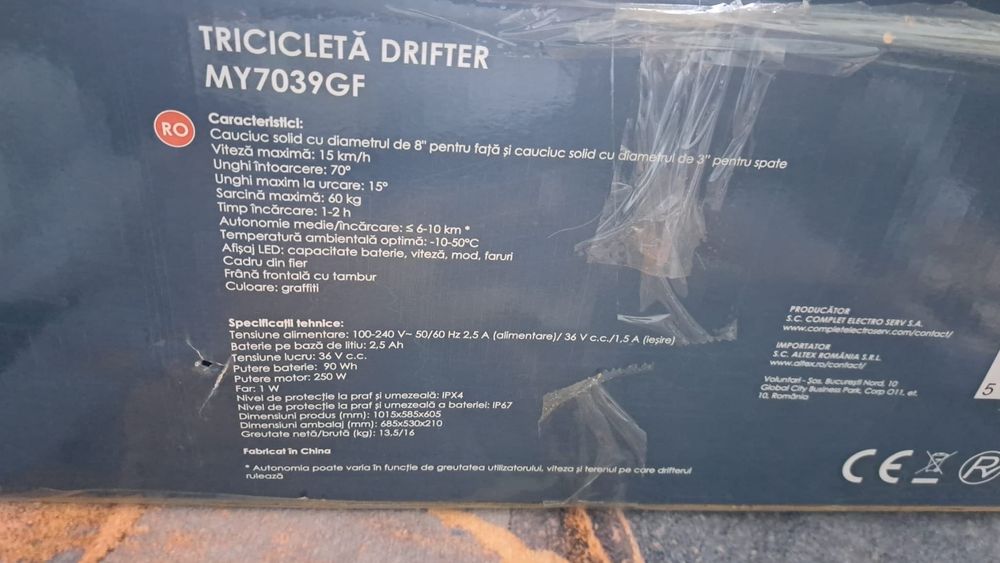 TRICICLETĂ DRIFTER
MY7039GF
RO
Caracteristici:
Cauciuc solid cu diametrul de 8" pentru față și cauciuc solid cu diametrul de 3" pentru spate
Viteză maximă: 15 km/h
Unghi întoarcere: 70°
Unghi maxim la urcare: 15°
Sarcină maximă: 60 kg
Timp încărcare: 1-2 h
Autonomie medie/încărcare: ≤ 6-10 km *
Temperatură ambientală optimă: -10-50°C
Afișaj LED: capacitate baterie, viteză, mod, faruri
Cadru din fier
Frână frontală cu tambur
Culoare: graffiti
Specificații tehnice:
Tensiune alimentare: 100-240 V~ 50/60 Hz 2,5 A (alimentare)/ 36 V c.c./1,5 A (ieșire)
Baterie pe bază de litiu: 2,5 Ah
Tensiune lucru: 36 V c.c.
Putere baterie: 90 Wh
Putere motor: 250 W
Far: 1 W
Nivel de protecție la praf și umezeală: IPX4
Nivel de protecție la praf și umezeală a bateriei: IP67
Dimensiuni produs (mm): 1015x585x605
Dimensiuni ambalaj (mm): 685x530x210
Greutate netă/brută (kg): 13,5/16
Fabricat în China
* Autonomia poate varia în funcție de greutatea utilizatorului, viteza și terenul pe care drifterul
rulează
PRODUCĂTOR
S.C. COMPLET ELECTRO SERV S.A.
www.completelectroserv.com/contact/
IMPORTATOR
S.C. ALTEX ROMÂNIA S.R.L.
www.altex.ro/contact/
Voluntari - Șos. București Nord, 10
Global City Business Park, Corp O11, et.
10, România
CE
5